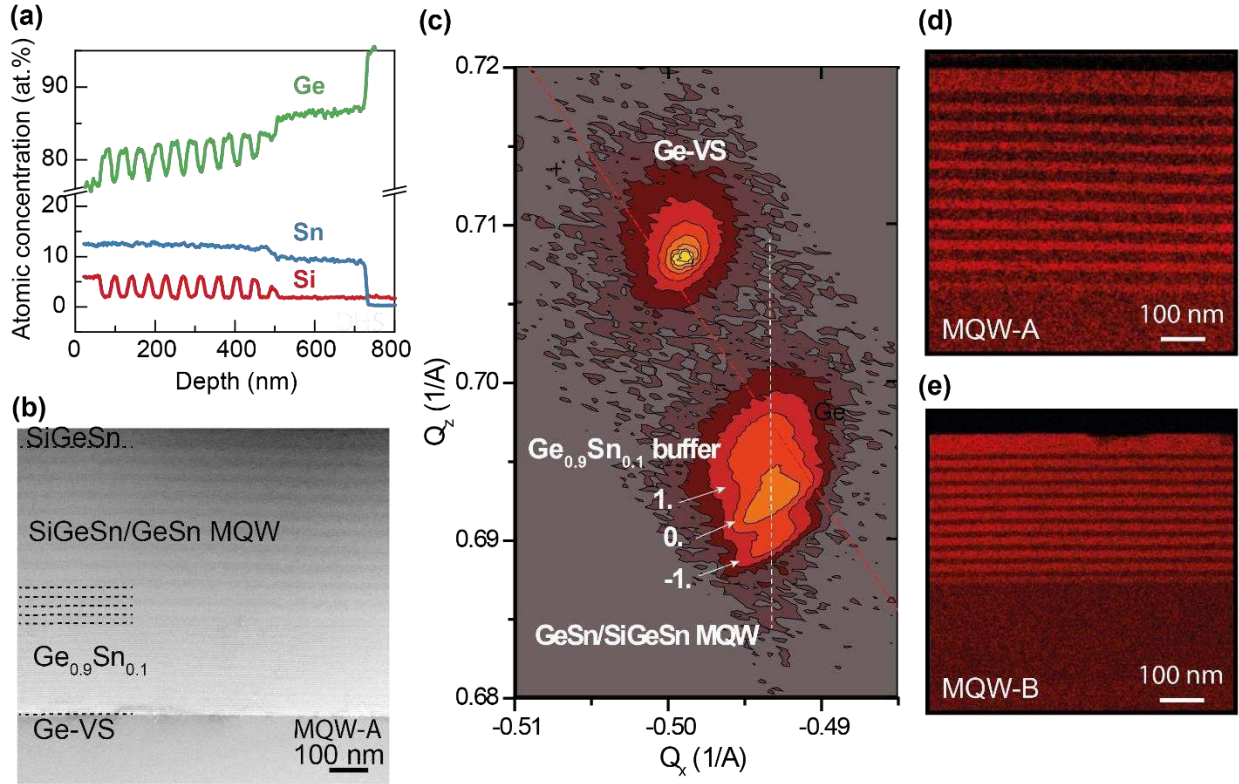 (a)
Atomic concentration (at.%)
90
80
20
10
0
Ge
Sn
Si
DHS
0 200 400 600 800
Depth (nm)
(b)
SiGeSn
SiGeSn/GeSn MQW
Ge0.9Sn0.1
Ge-VS
MQW-A
100 nm
(c)
0.72
0.71
0.70
0.69
0.68
Qz (1/A)
Ge-VS
Ge
Ge0.9Sn0.1 buffer
1.
0.
-1.
GeSn/SiGeSn MQW
-0.51 -0.50 -0.49
Qx (1/A)
(d)
MQW-A
100 nm
(e)
MQW-B
100 nm